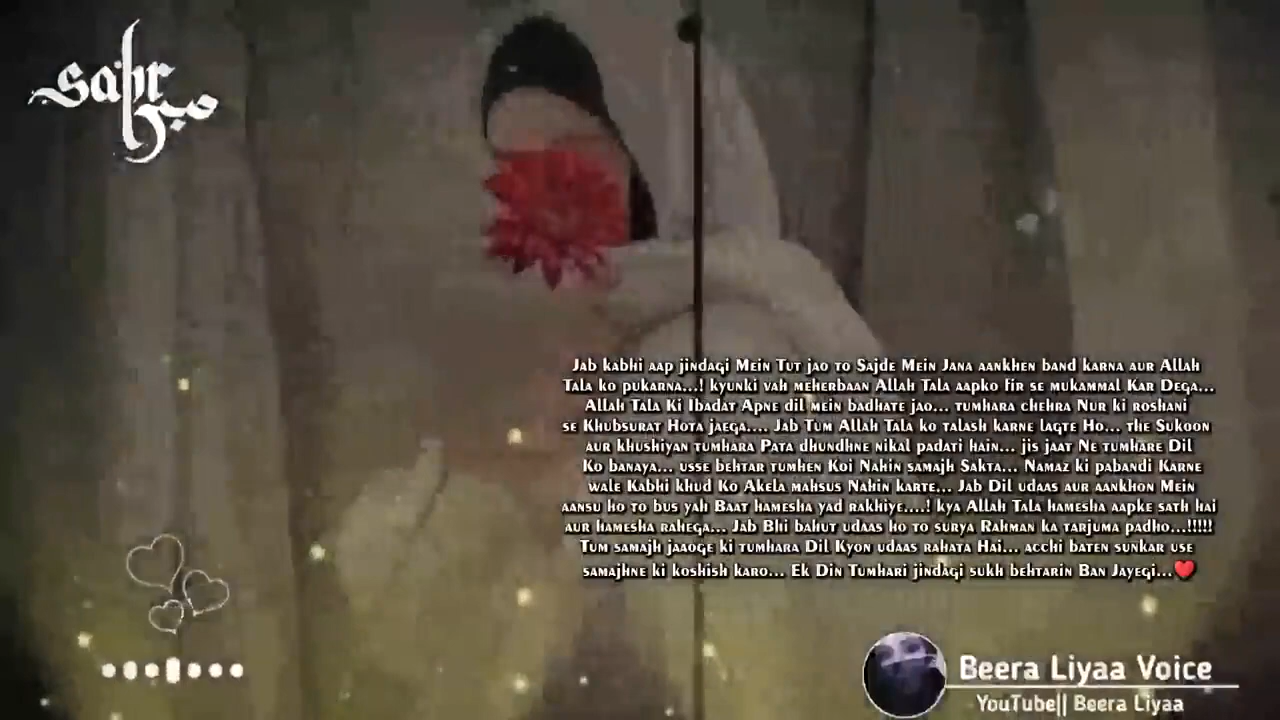 sabr
صبر
Jab kabhi aap jindagi Mein Tut jao to Sajde Mein Jana aankhen band karna aur Allah
Tala ko pukarna...! kyunki vah meherbaan Allah Tala aapko fir se mukammal Kar Dega...
Allah Tala Ki Ibadat Apne dil mein badhate jao... tumhara chehra Nur ki roshani
se Khubsurat Hota jaega.... Jab Tum Allah Tala ko talash karne lagte Ho... the Sukoon
aur khushiyan tumhara Pata dhundhne nikal padati hain... jis jaat Ne tumhare Dil
Ko banaya... usse behtar tumhen Koi Nahin samajh Sakta... Namaz ki pabandi Karne
wale Kabhi khud Ko Akela mahsus Nahin karte... Jab Dil udaas aur aankhon Mein
aansu ho to bus yah Baat hamesha yad rakhiye....! kya Allah Tala hamesha aapke sath hai
aur hamesha rahega... Jab Bhi bahut udaas ho to surya Rahman ka tarjuma padho...!!!!!
Tum samajh jaaoge ki tumhara Dil Kyon udaas rahata Hai... acchi baten sunkar use
samajhne ki koshish karo... Ek Din Tumhari jindagi sukh behtarin Ban Jayegi...❤️
Beera Liyaa Voice
YouTube|| Beera Liyaa